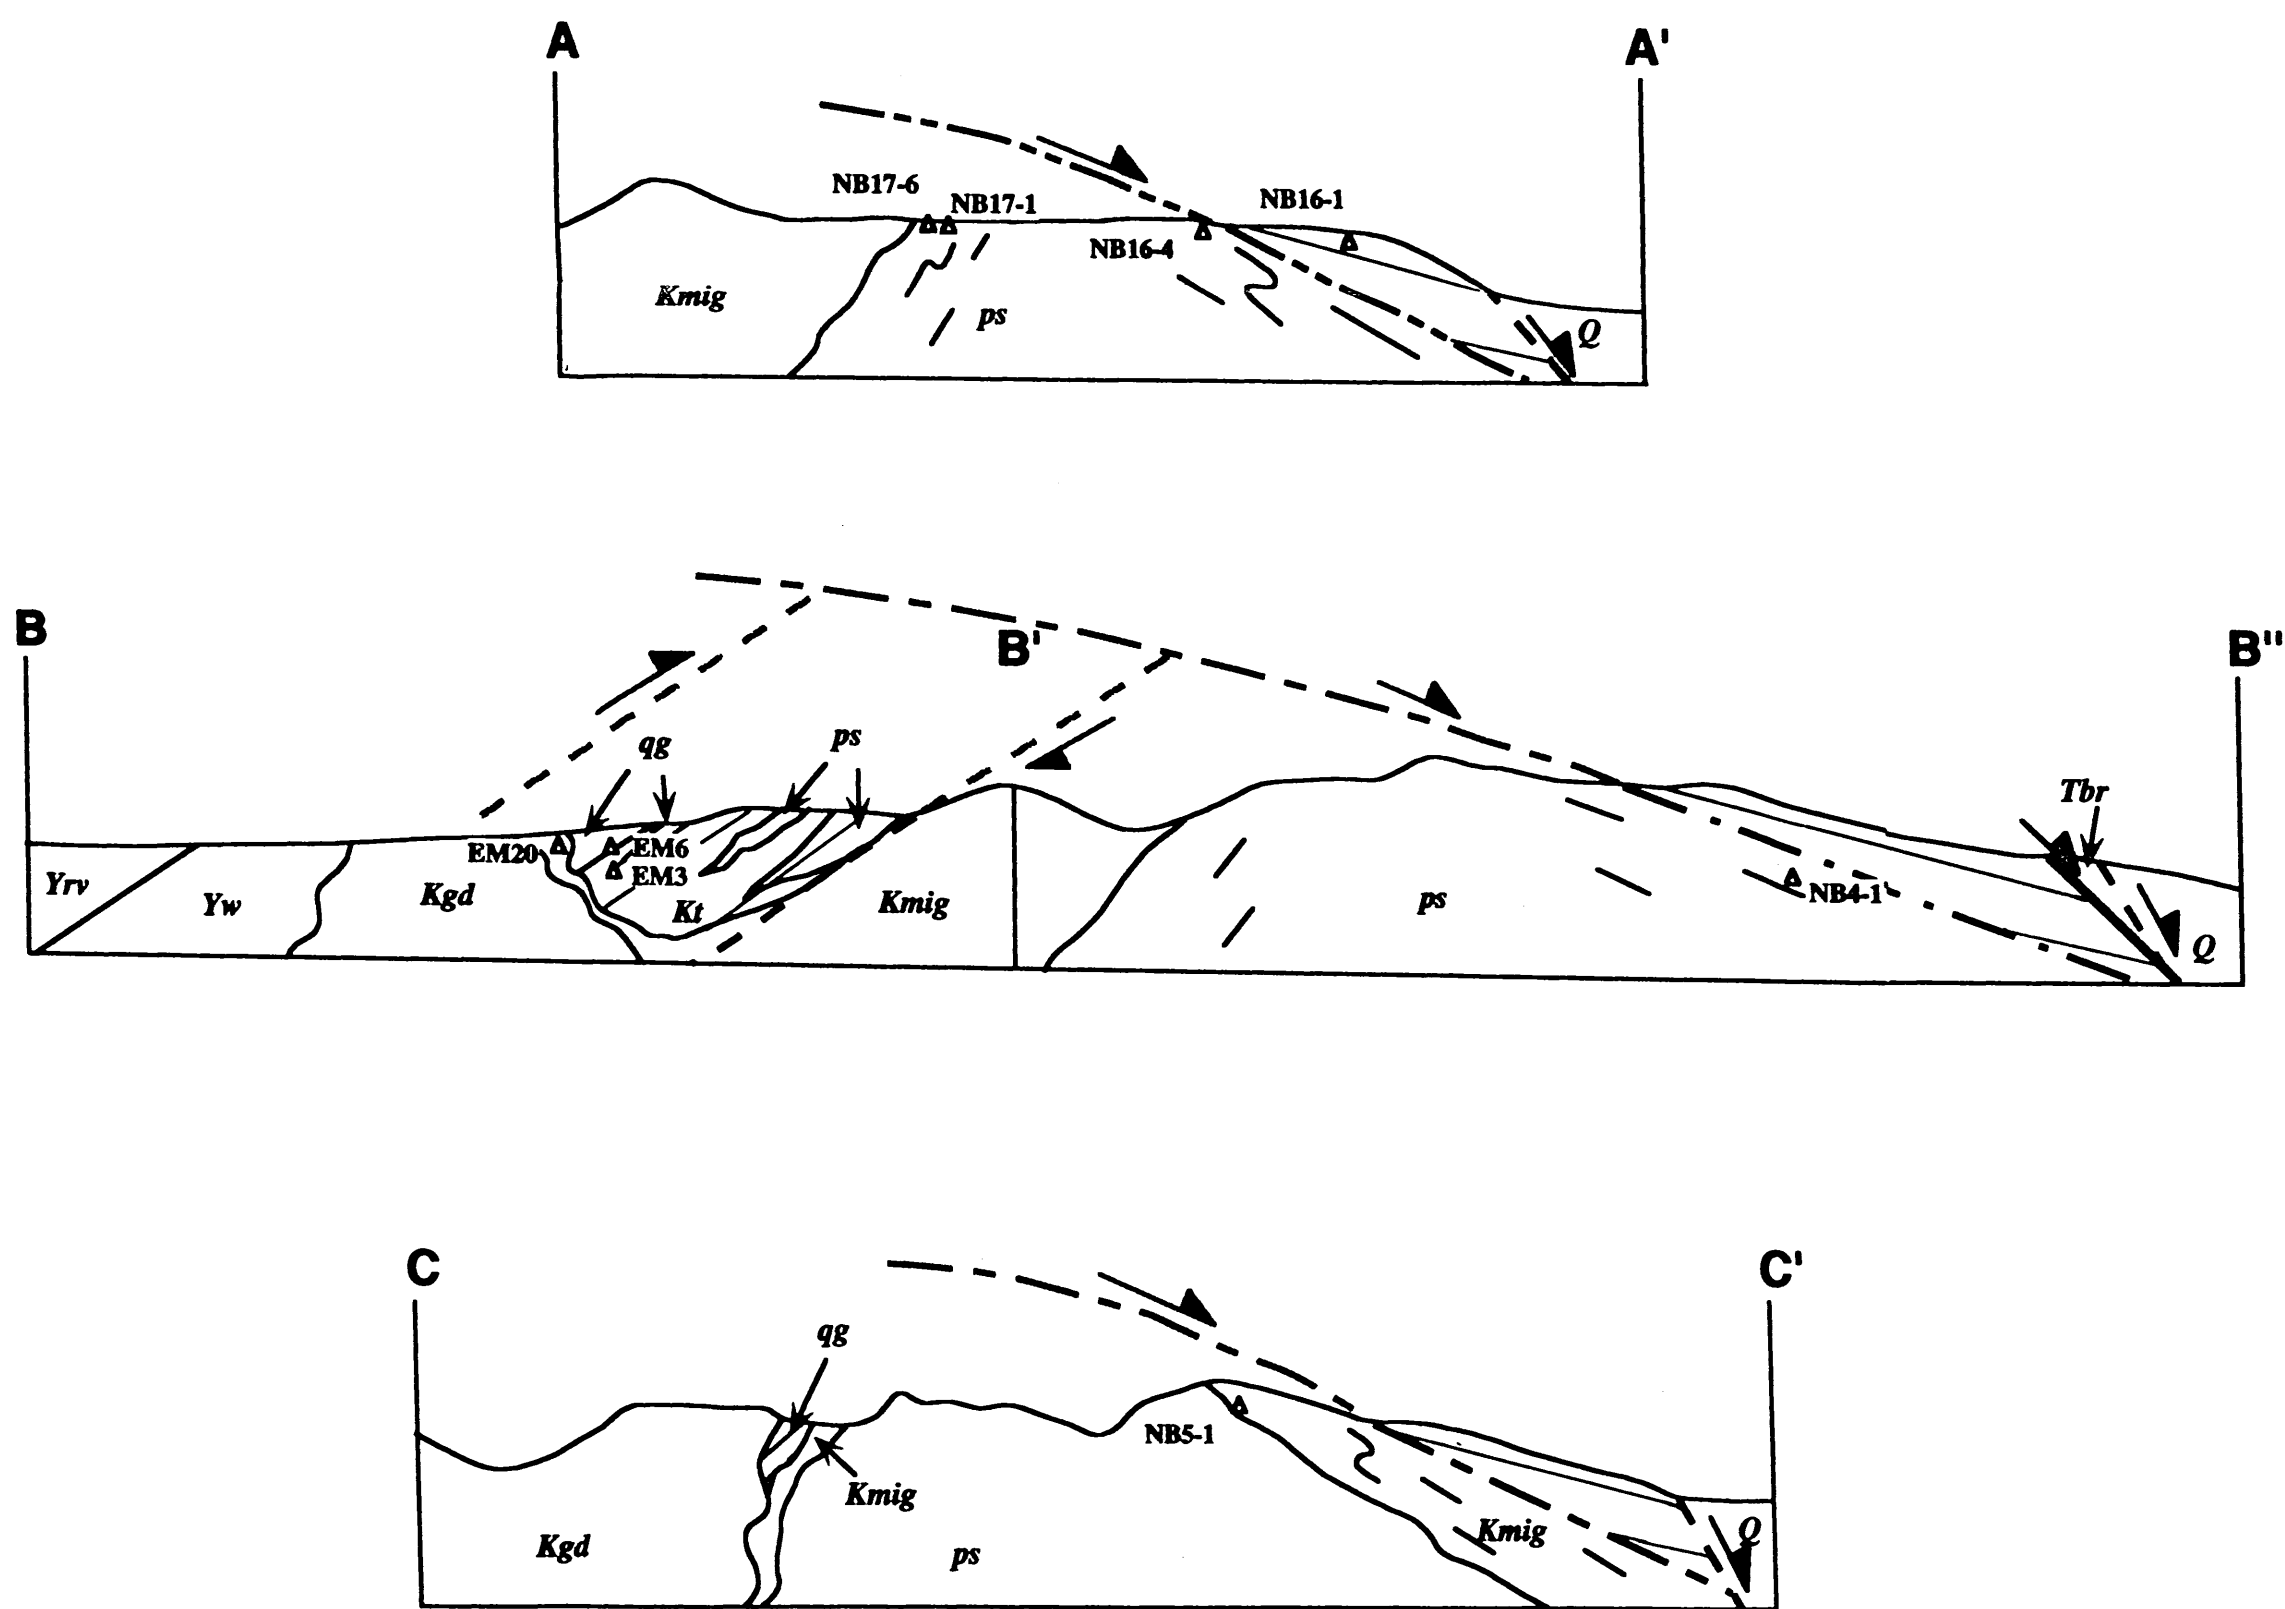 A
A'
NB17-6
NB17-1
NB16-1
NB16-4
Kmig
ps
Q
B
B'
B"
qg
ps
Tbr
EM20
EM6
EM3
Yrv
Yw
Kgd
Kt
Kmig
ps
NB4-1
Q
C
C'
qg
NB5-1
Kmig
Kgd
ps
Kmig
Q